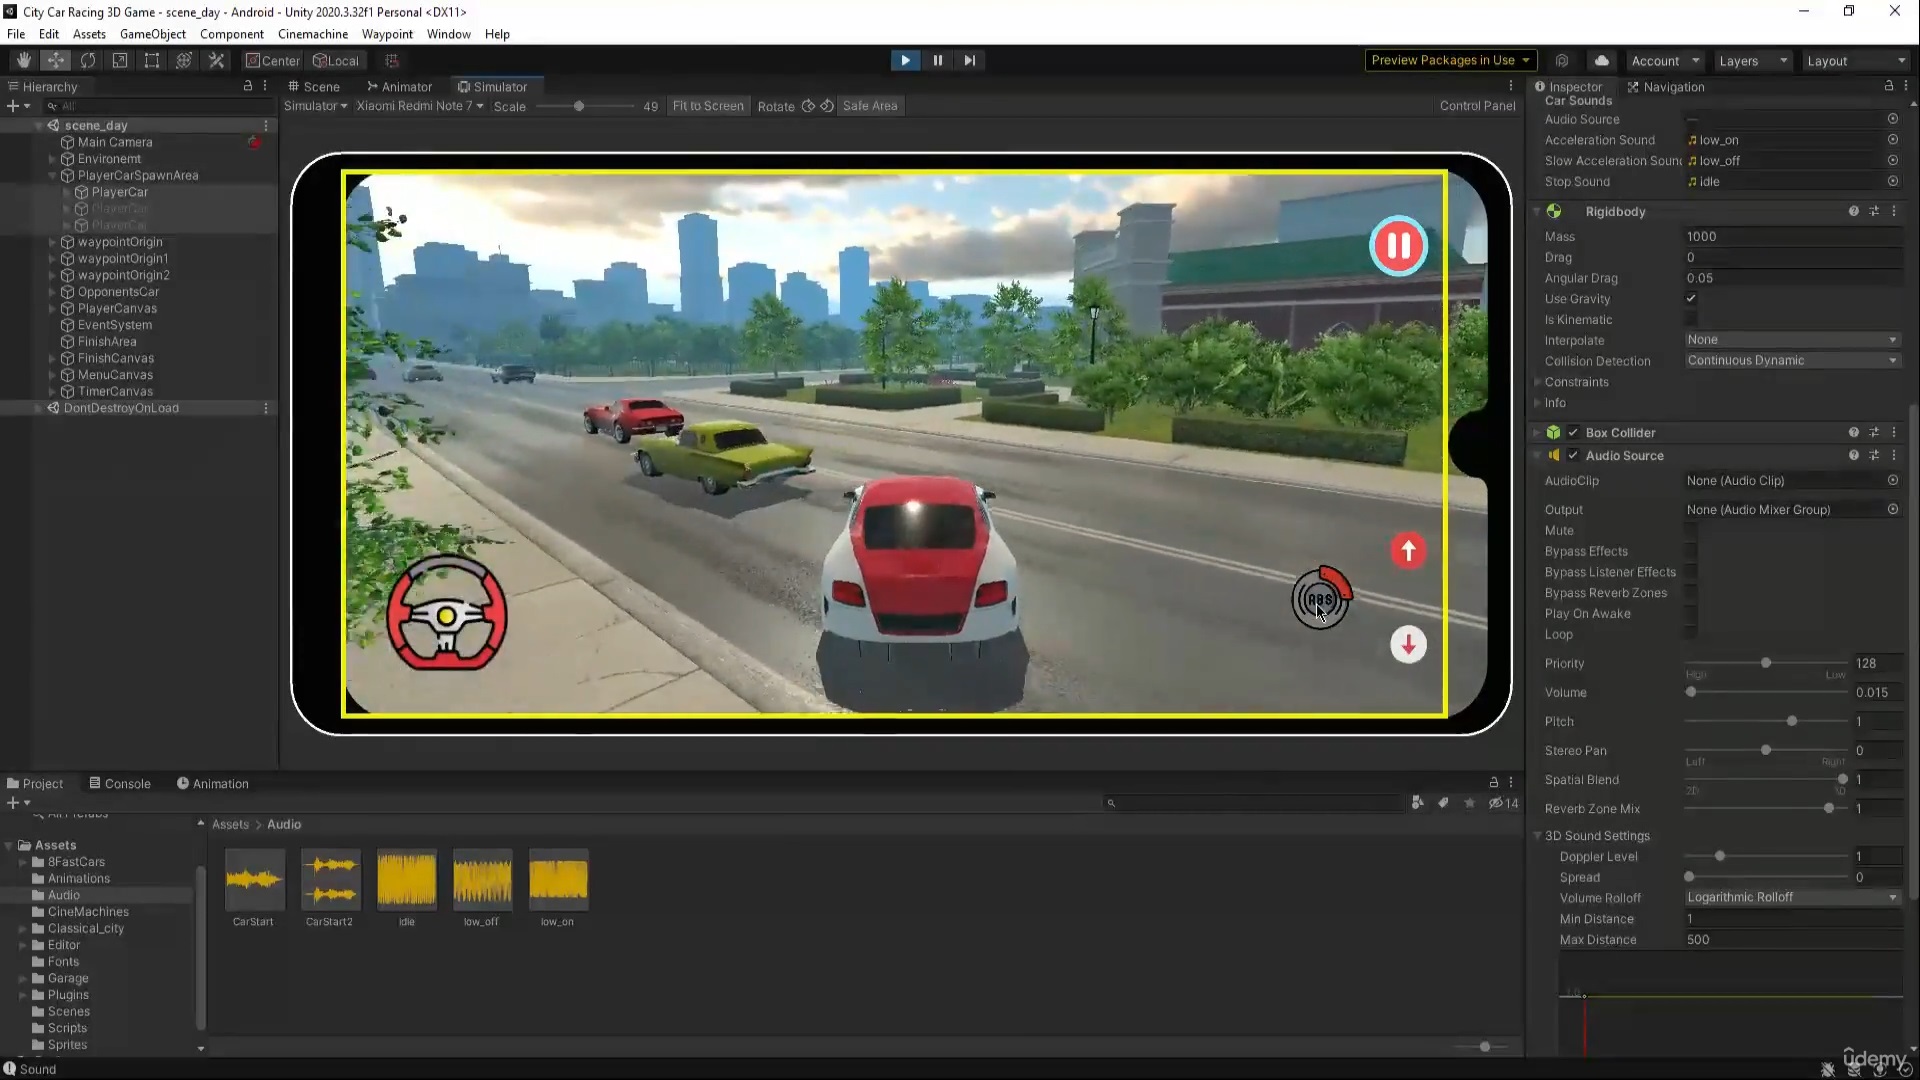 City Car Racing 3D Game - scene_day - Android - Unity 2020.3.32f1 Personal <DX11>
File Edit Assets GameObject Component Cinemachine Waypoint Window Help
Center Local Preview Packages in Use Account Layers Layout
Hierarchy
All
scene_day
Main Camera
Environemt
PlayerCarSpawnArea
PlayerCar
PlayerCar
PlayerCar
waypointOrigin
waypointOrigin1
waypointOrigin2
OpponentsCar
PlayerCanvas
EventSystem
FinishArea
FinishCanvas
MenuCanvas
TimerCanvas
DontDestroyOnLoad
Scene Animator Simulator
Simulator Xiaomi Redmi Note 7 Scale 49 Fit to Screen Rotate Safe Area Control Panel
ABS
Inspector Navigation
Car Sounds
Audio Source —
Acceleration Sound low_on
Slow Acceleration Sound low_off
Stop Sound idle
Rigidbody
Mass 1000
Drag 0
Angular Drag 0.05
Use Gravity
Is Kinematic
Interpolate None
Collision Detection Continuous Dynamic
Constraints
Info
Box Collider
Audio Source
AudioClip None (Audio Clip)
Output None (Audio Mixer Group)
Mute
Bypass Effects
Bypass Listener Effects
Bypass Reverb Zones
Play On Awake
Loop
Priority 128
High Low
Volume 0.015
Pitch 1
Stereo Pan 0
Left Right
Spatial Blend 1
2D 3D
Reverb Zone Mix 1
3D Sound Settings
Doppler Level 1
Spread 0
Volume Rolloff Logarithmic Rolloff
Min Distance 1
Max Distance 500
1.0
Project Console Animation
14
All Prefabs
Assets
8FastCars
Animations
Audio
CineMachines
Classical_city
Editor
Fonts
Garage
Plugins
Scenes
Scripts
Sprites
Assets > Audio
CarStart CarStart2 idle low_off low_on
Sound
ûdemy